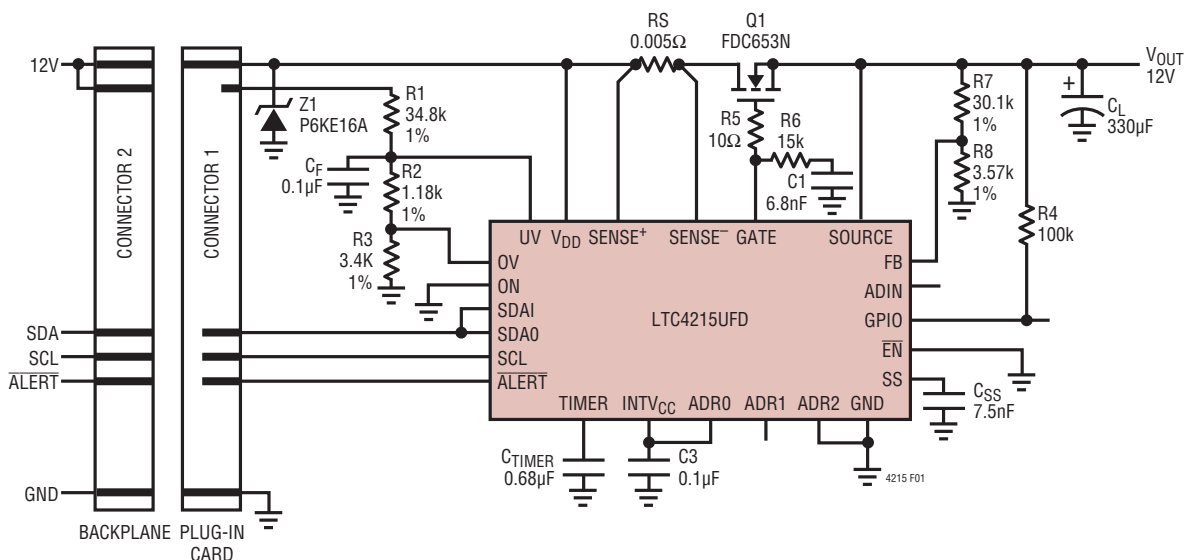 RS
0.005Ω
Q1
FDC653N
12V
VOUT
12V
Z1
P6KE16A
R1
34.8k
1%
R5
10Ω
R6
15k
R7
30.1k
1%
+
CL
330µF
CONNECTOR 2
CONNECTOR 1
CF
0.1µF
R2
1.18k
1%
C1
6.8nF
R8
3.57k
1%
R3
3.4K
1%
R4
100k
UV VDD SENSE+ SENSE– GATE SOURCE
OV
ON
SDAI
SDA0
SCL
ALERT
FB
ADIN
GPIO
EN
SS
LTC4215UFD
SDA
SCL
ALERT
TIMER INTVCC ADR0 ADR1 ADR2 GND
CSS
7.5nF
CTIMER
0.68µF
C3
0.1µF
4215 F01
GND
BACKPLANE PLUG-IN
CARD